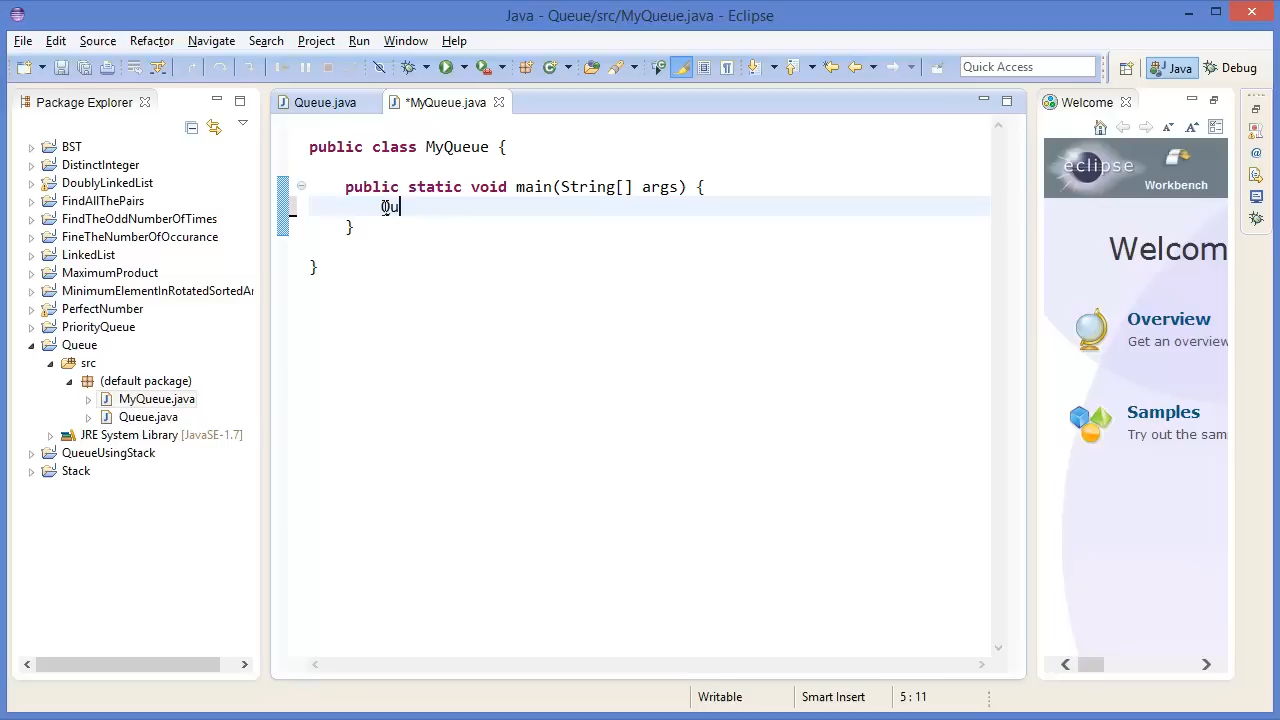 Java - Queue/src/MyQueue.java - Eclipse
File Edit Source Refactor Navigate Search Project Run Window Help
Quick Access
Java
Debug
Package Explorer
Queue.java
*MyQueue.java
Welcome
BST
DistinctInteger
DoublyLinkedList
FindAllThePairs
FindTheOddNumberOfTimes
FineTheNumberOfOccurance
LinkedList
MaximumProduct
MinimumElementInRotatedSortedAr
PerfectNumber
PriorityQueue
Queue
src
(default package)
MyQueue.java
Queue.java
JRE System Library [JavaSE-1.7]
QueueUsingStack
Stack
public class MyQueue {
public static void main(String[] args) {
Qu
}
}
eclipse
Workbench
Welcom
Overview
Get an overview
Samples
Try out the sam
Writable
Smart Insert
5 : 11